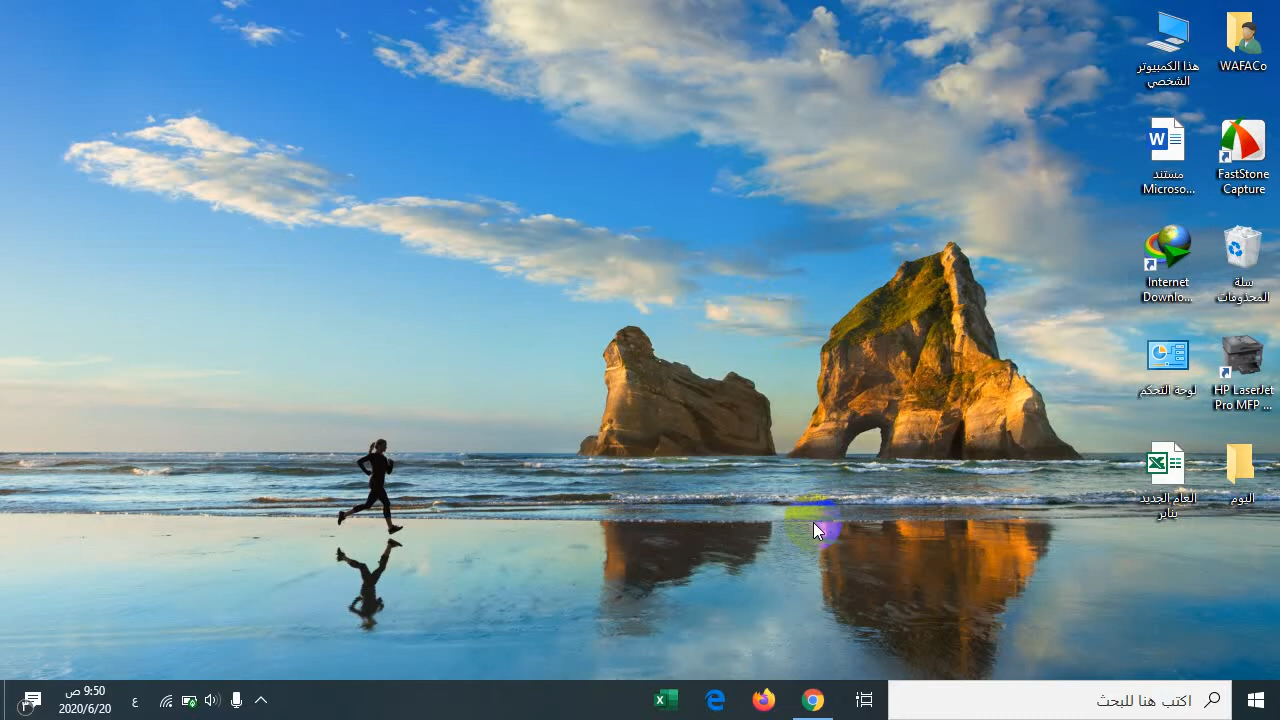 WAFACo
هذا الكمبيوتر
الشخصي
FastStone
Capture
مستند
Microso...
سلة
المحذوفات
Internet
Downlo...
HP LaserJet
Pro MFP ...
لوحة التحكم
اليوم
العام الجديد
يناير
اكتب هنا للبحث
ع
9:50 ص
2020/6/20